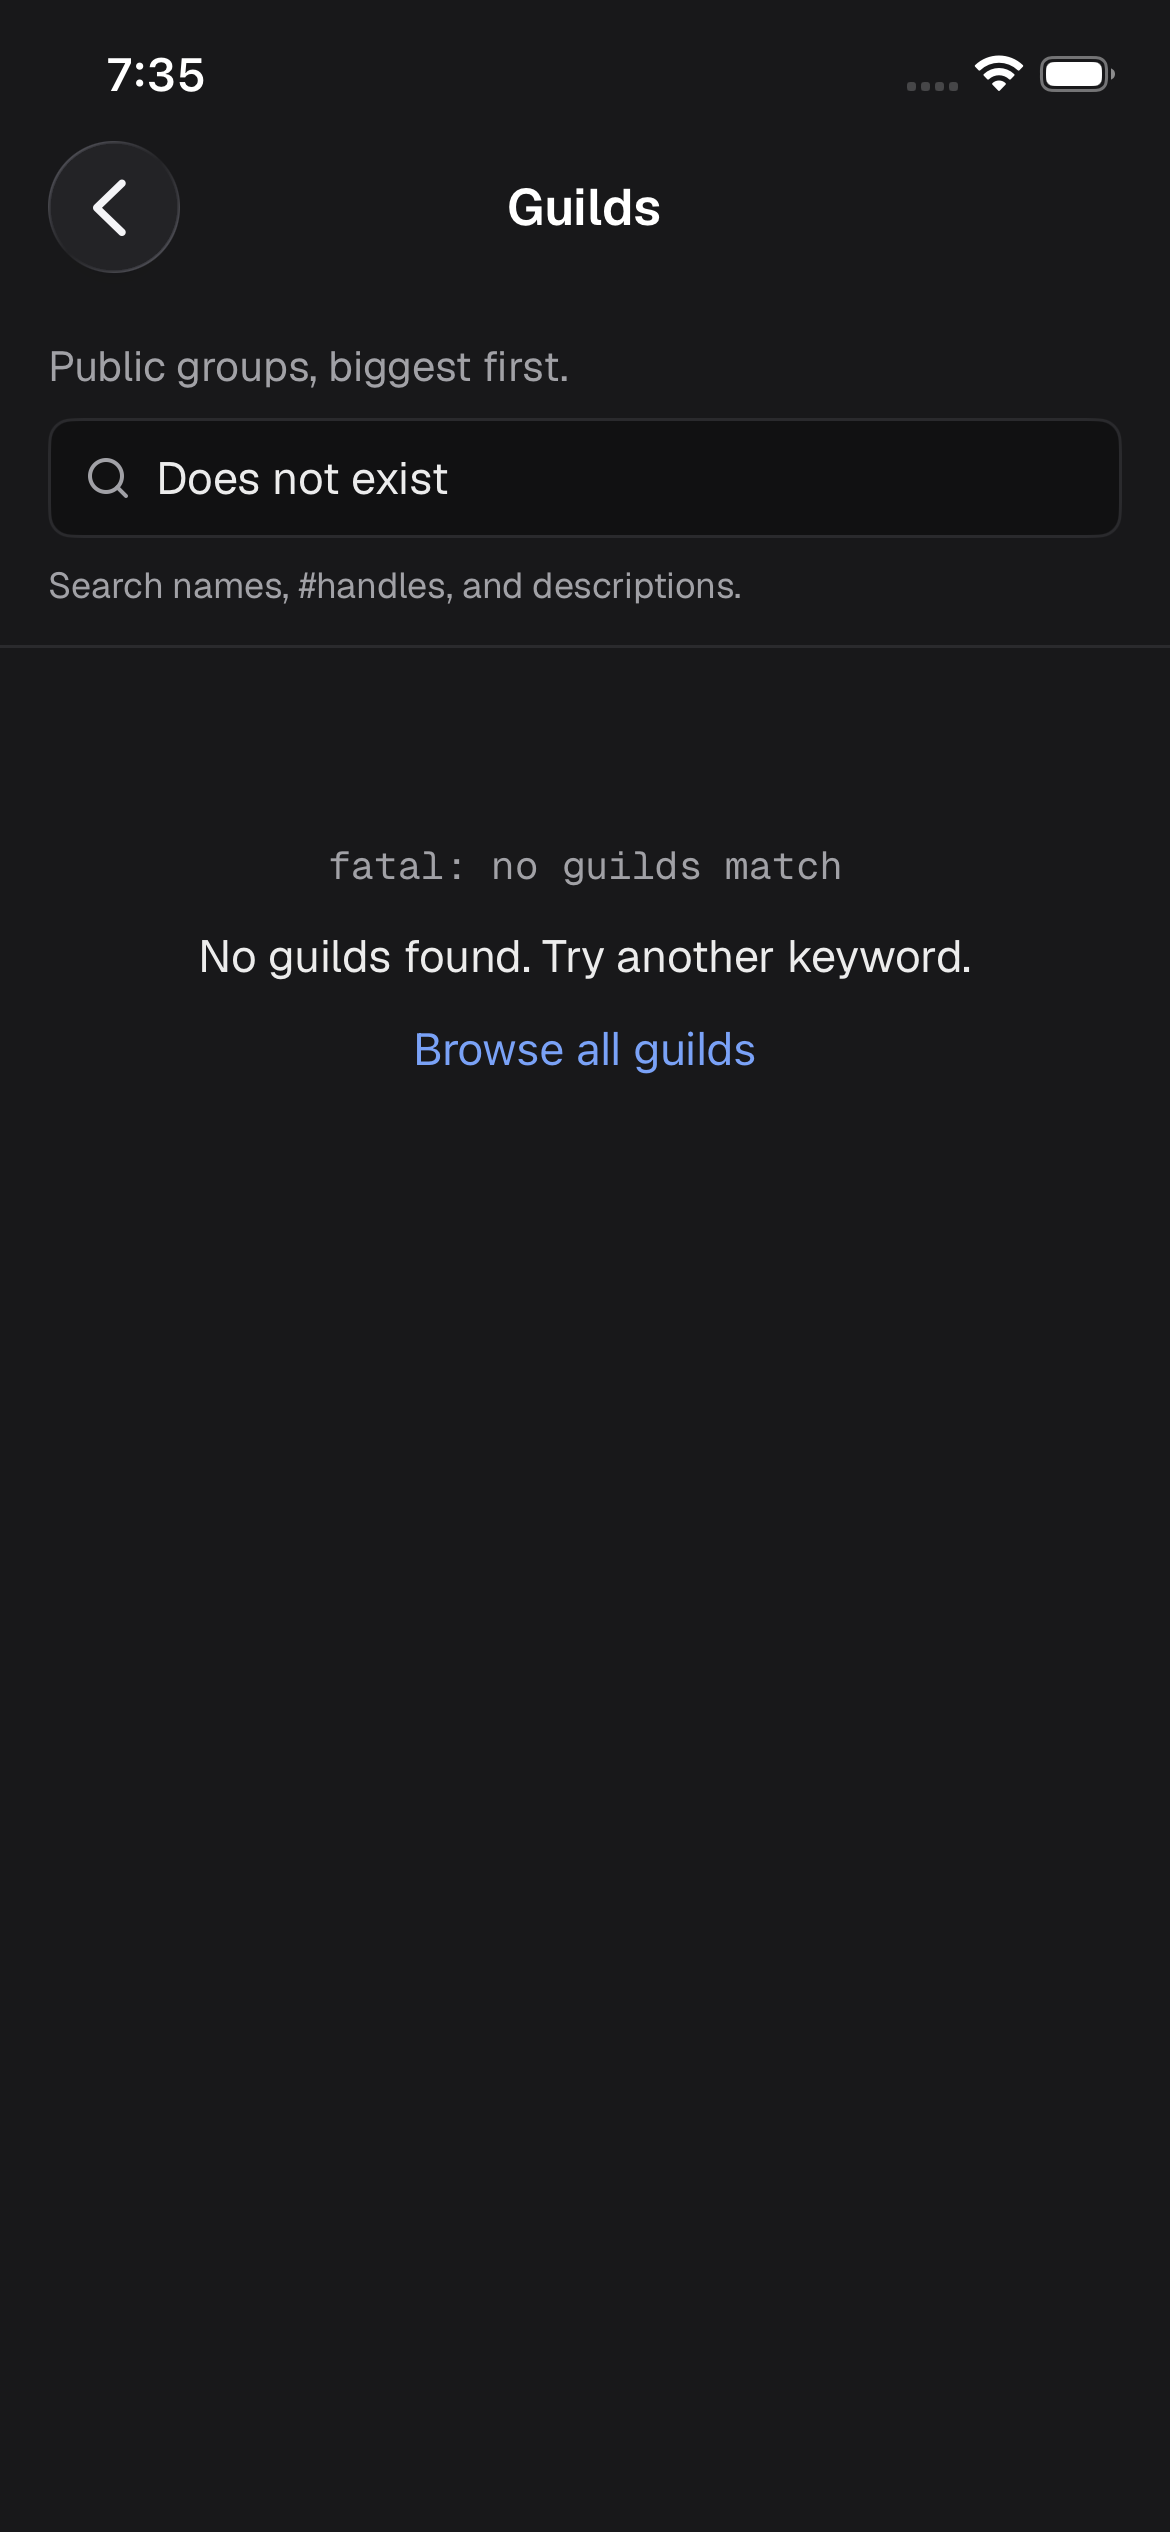 7:35
Guilds
Public groups, biggest first.
Does not exist
Search names, #handles, and descriptions.
fatal: no guilds match
No guilds found. Try another keyword.
Browse all guilds